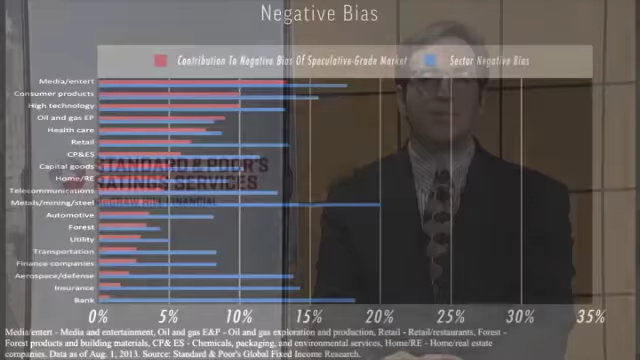 Negative Bias
Contribution To Negative Bias Of Speculative-Grade Market
Sector Negative Bias
Media/entert
Consumer products
High technology
Oil and gas EP
Health care
Retail
CP&ES
Capital goods
Home/RE
Telecommunications
Metals/mining/steel
Automotive
Forest
Utility
Transportation
Finance companies
Aerospace/defense
Insurance
Bank
STANDARD & POOR'S
RATINGS SERVICES
McGRAW HILL FINANCIAL
0% 5% 10% 15% 20% 25% 30% 35%
Media/entert - Media and entertainment, Oil and gas E&P - Oil and gas exploration and production, Retail - Retail/restaurants, Forest -
Forest products and building materials, CP& ES - Chemicals, packaging, and environmental services, Home/RE - Home/real estate
companies. Data as of Aug. 1, 2013. Source: Standard & Poor's Global Fixed Income Research.